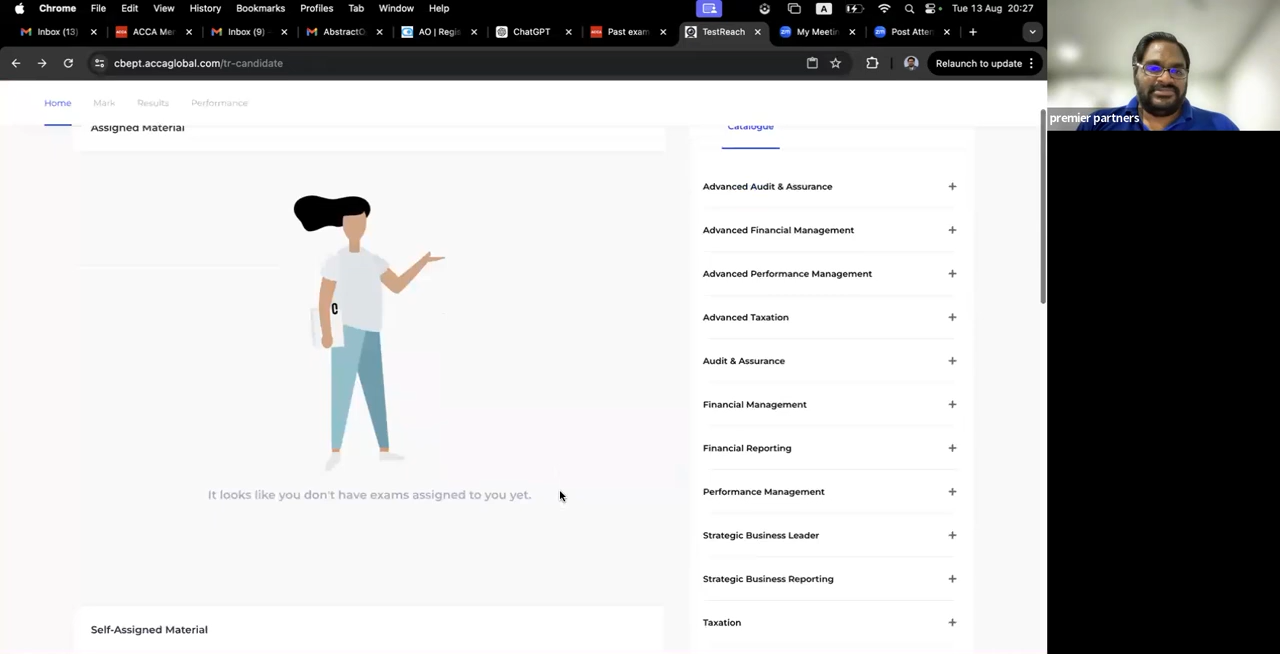 Chrome File Edit View History Bookmarks Profiles Tab Window Help A Tue 13 Aug 20:27
Inbox (13) ACCA Mer Inbox (9) - AbstractO AO | Regis ChatGPT Past exam TestReach My Meetin Post Atten
cbept.accaglobal.com/tr-candidate Relaunch to update
Home Mark Results Performance
Assigned Material
Catalogue
Advanced Audit & Assurance
Advanced Financial Management
Advanced Performance Management
Advanced Taxation
Audit & Assurance
Financial Management
Financial Reporting
Performance Management
Strategic Business Leader
Strategic Business Reporting
Taxation
It looks like you don't have exams assigned to you yet.
Self-Assigned Material
premier partners